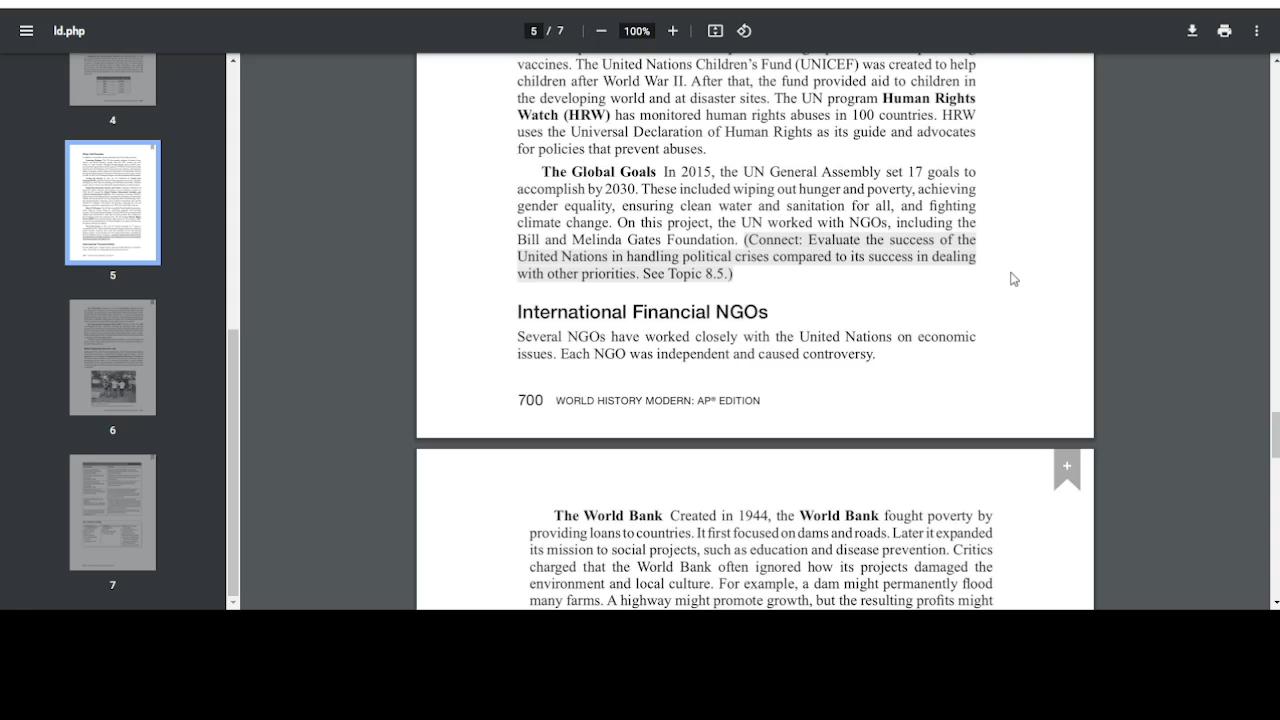 ld.php
5 / 7
100%
4
5
6
7
vaccines. The United Nations Children's Fund (UNICEF) was created to help
children after World War II. After that, the fund provided aid to children in
the developing world and at disaster sites. The UN program Human Rights
Watch (HRW) has monitored human rights abuses in 100 countries. HRW
uses the Universal Declaration of Human Rights as its guide and advocates
for policies that prevent abuses.
The Global Goals In 2015, the UN General Assembly set 17 goals to
accomplish by 2030. These included wiping out hunger and poverty, achieving
gender equality, ensuring clean water and sanitation for all, and fighting
climate change. On this project, the UN worked with NGOs, including the
Bill and Melinda Gates Foundation. (Connect: Evaluate the success of the
United Nations in handling political crises compared to its success in dealing
with other priorities. See Topic 8.5.)
International Financial NGOs
Several NGOs have worked closely with the United Nations on economic
issues. Each NGO was independent and caused controversy.
700 WORLD HISTORY MODERN: AP® EDITION
The World Bank Created in 1944, the World Bank fought poverty by
providing loans to countries. It first focused on dams and roads. Later it expanded
its mission to social projects, such as education and disease prevention. Critics
charged that the World Bank often ignored how its projects damaged the
environment and local culture. For example, a dam might permanently flood
many farms. A highway might promote growth, but the resulting profits might